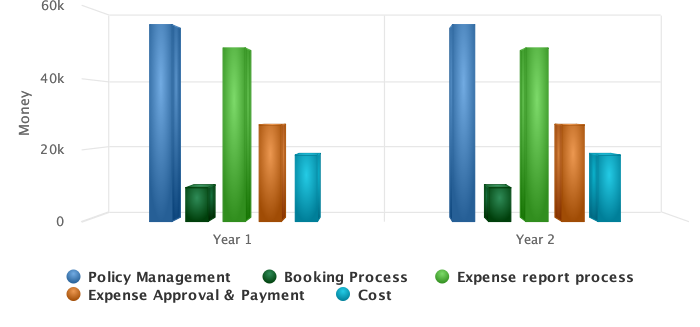 60k
40k
20k
0
Money
Year 1
Year 2
Policy Management
Booking Process
Expense report process
Expense Approval & Payment
Cost